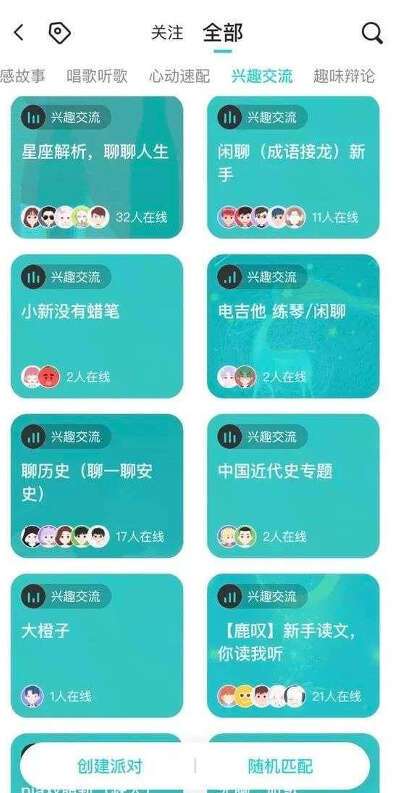 关注 全部
感故事 唱歌听歌 心动速配 兴趣交流 趣味辩论
兴趣交流
星座解析，聊聊人生
32人在线
兴趣交流
闲聊（成语接龙）新
手
11人在线
兴趣交流
小新没有蜡笔
2人在线
兴趣交流
电吉他 练琴/闲聊
2人在线
兴趣交流
聊历史（聊一聊安
史）
17人在线
兴趣交流
中国近代史专题
2人在线
兴趣交流
大橙子
1人在线
兴趣交流
【鹿叹】新手读文，
你读我听
21人在线
创建派对
随机匹配